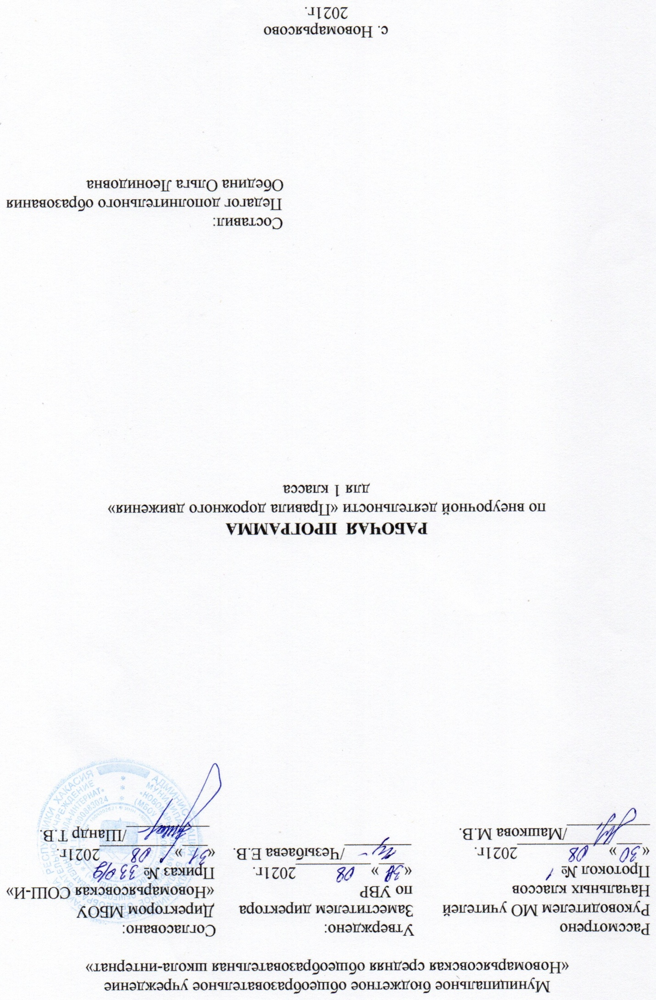 Муниципальное бюджетное общеобразовательное учреждение
«Новомарьясовская средняя общеобразовательная школа-интернат»
Рассмотрено
Руководителем МО учителей
Начальных классов
Протокол № 1
«30» 08 2021г.
/Машкова М.В.
Утверждено:
Заместителем директора
по УВР
«30» 08 2021г.
/Чезыбаева Е.В.
Согласовано:
Директором МБОУ
«Новомарьясовская СОШ-И»
Приказ № 33
«31» 08 2021г.
/Шандр Т.В.
РАБОЧАЯ ПРОГРАММА
по внеурочной деятельности «Правила дорожного движения»
для 1 класса
Составил:
Педагог дополнительного образования
Обедина Ольга Леонидовна
с. Новомарьясово
2021г.